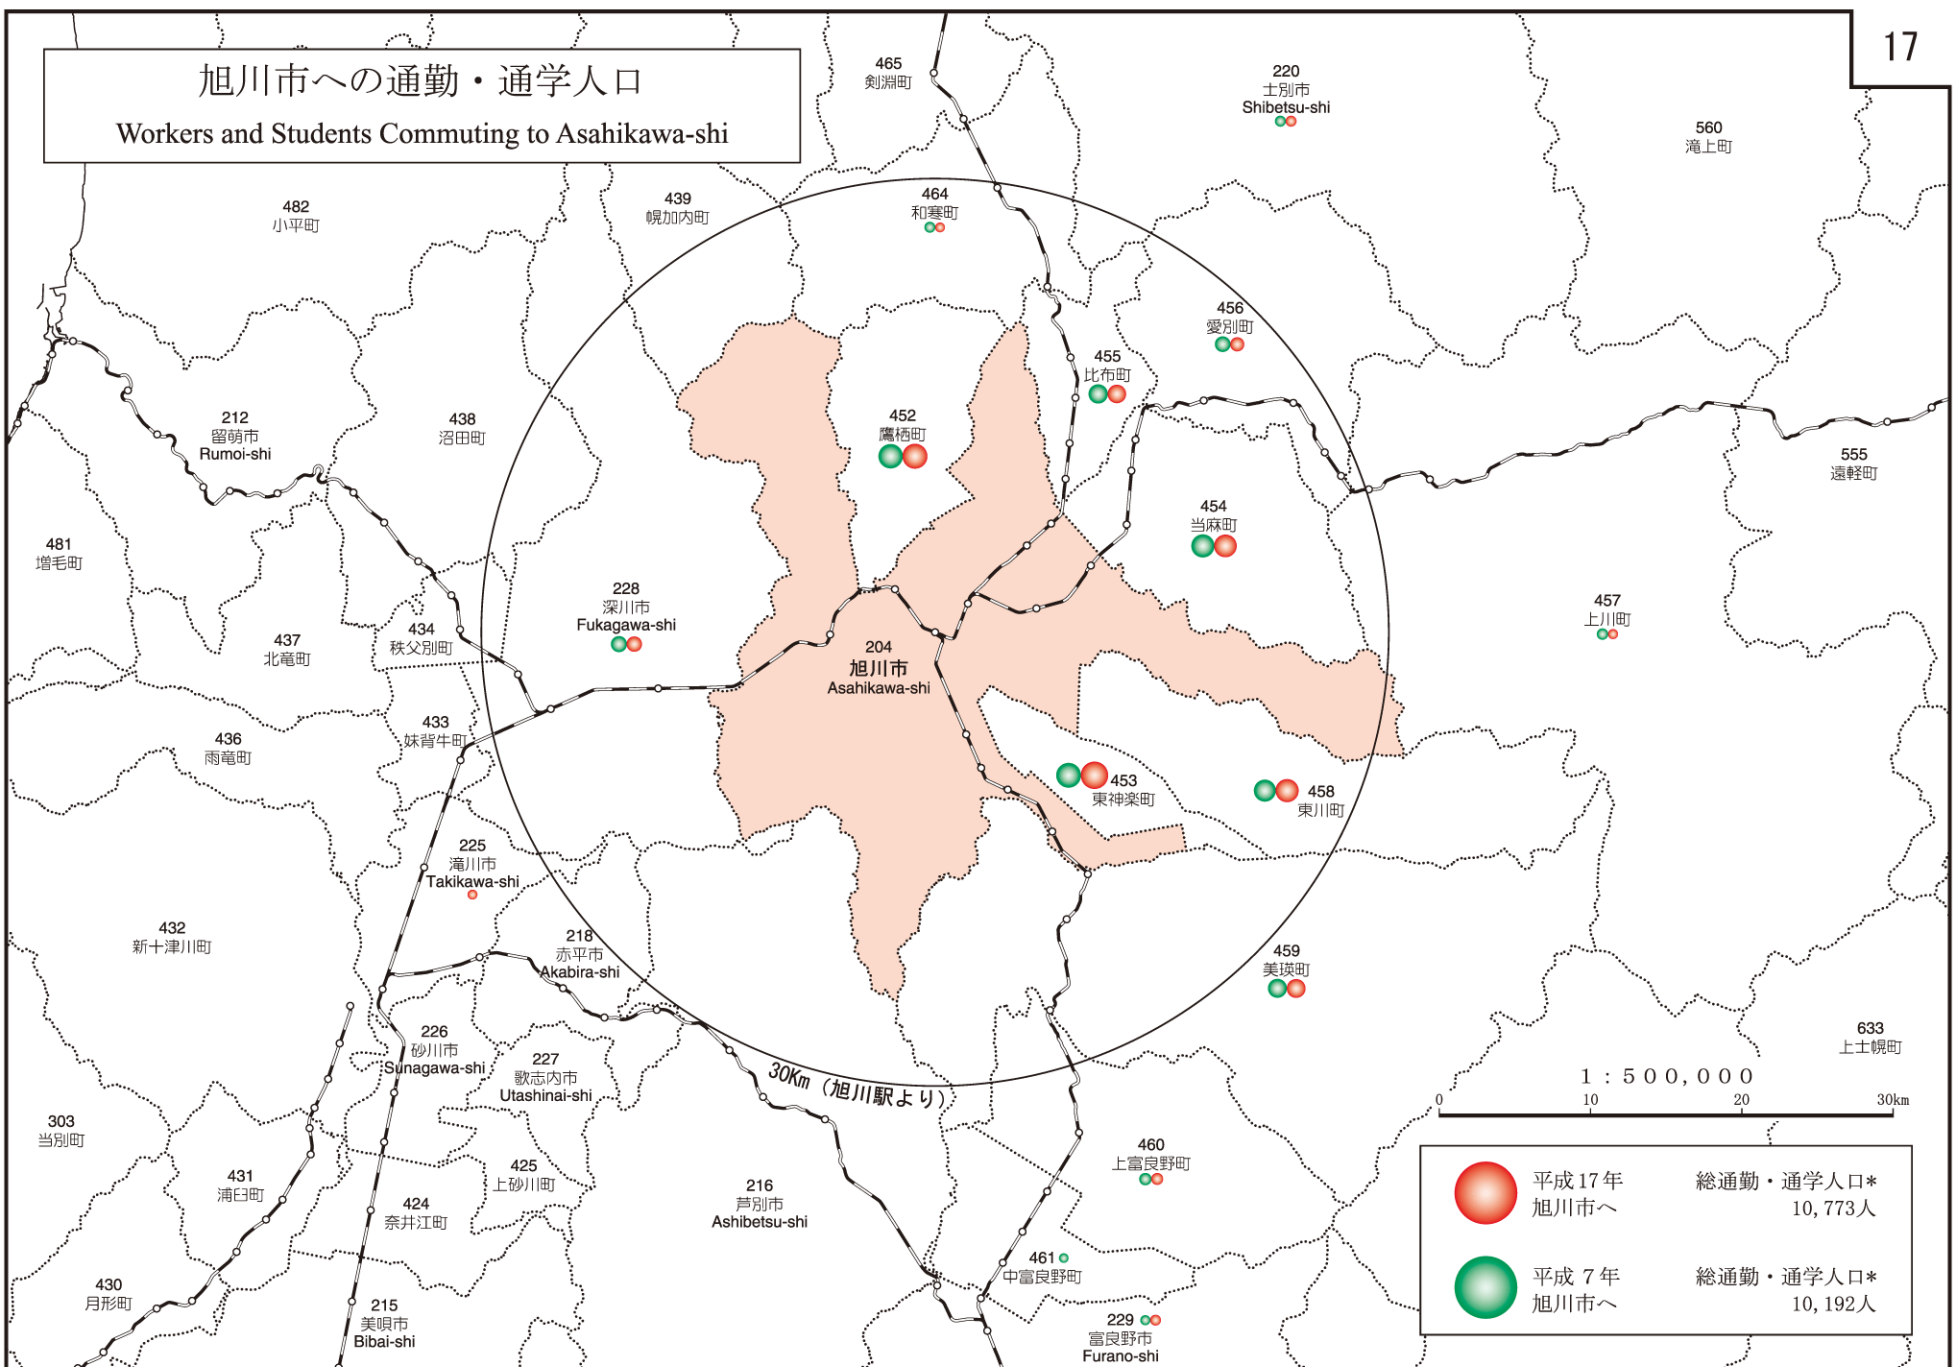 17
旭川市への通勤・通学人口
Workers and Students Commuting to Asahikawa-shi
465
剣淵町
220
士別市
Shibetsu-shi
560
滝上町
482
小平町
439
幌加内町
464
和寒町
456
愛別町
455
比布町
212
留萌市
Rumoi-shi
438
沼田町
452
鷹栖町
555
遠軽町
481
増毛町
454
当麻町
228
深川市
Fukagawa-shi
457
上川町
437
北竜町
434
秩父別町
204
旭川市
Asahikawa-shi
436
雨竜町
433
妹背牛町
453
東神楽町
458
東川町
225
滝川市
Takikawa-shi
432
新十津川町
218
赤平市
Akabira-shi
459
美瑛町
226
砂川市
Sunagawa-shi
227
歌志内市
Utashinai-shi
633
上士幌町
30Km（旭川駅より）
1：500,000
0 10 20 30km
303
当別町
431
浦臼町
425
上砂川町
424
奈井江町
216
芦別市
Ashibetsu-shi
460
上富良野町
461
中富良野町
430
月形町
215
美唄市
Bibai-shi
229
富良野市
Furano-shi
平成17年 総通勤・通学人口*
旭川市へ 10,773人
平成7年 総通勤・通学人口*
旭川市へ 10,192人